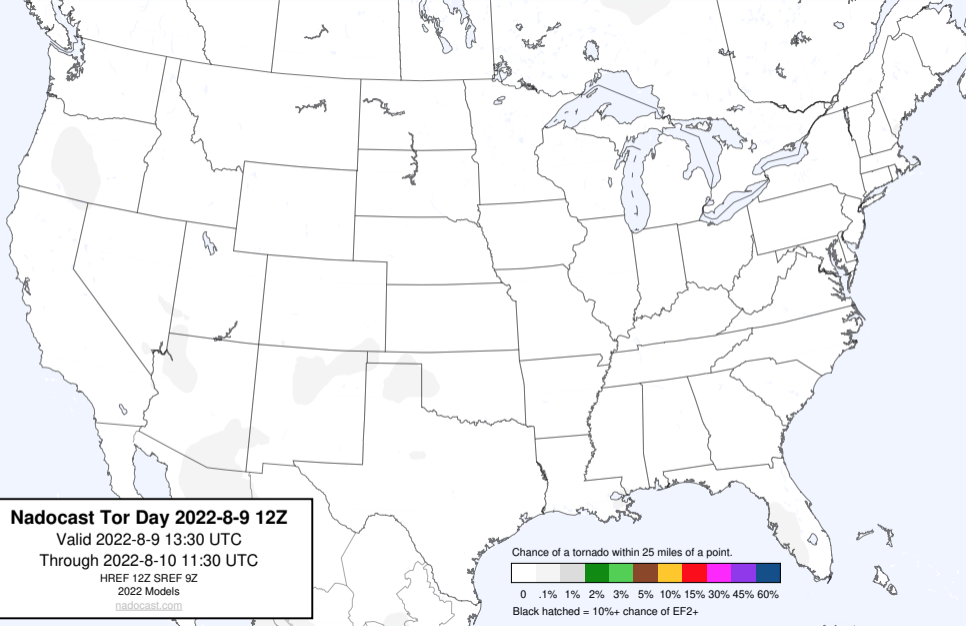 Nadocast Tor Day 2022-8-9 12Z
Valid 2022-8-9 13:30 UTC
Through 2022-8-10 11:30 UTC
HREF 12Z SREF 9Z
2022 Models
nadocast.com
Chance of a tornado within 25 miles of a point.
0 .1% 1% 2% 3% 5% 10% 15% 30% 45% 60%
Black hatched = 10%+ chance of EF2+